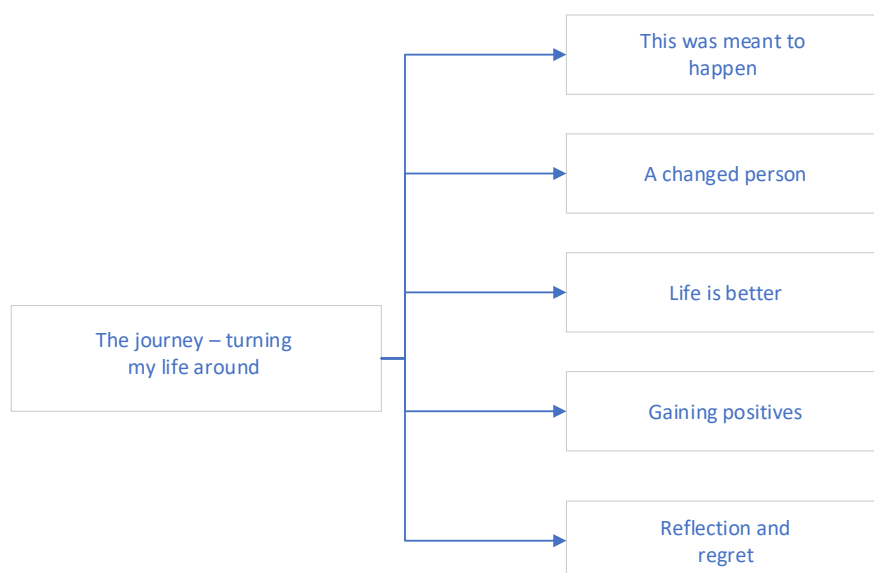 This was meant to
happen
A changed person
Life is better
The journey – turning
my life around
Gaining positives
Reflection and
regret